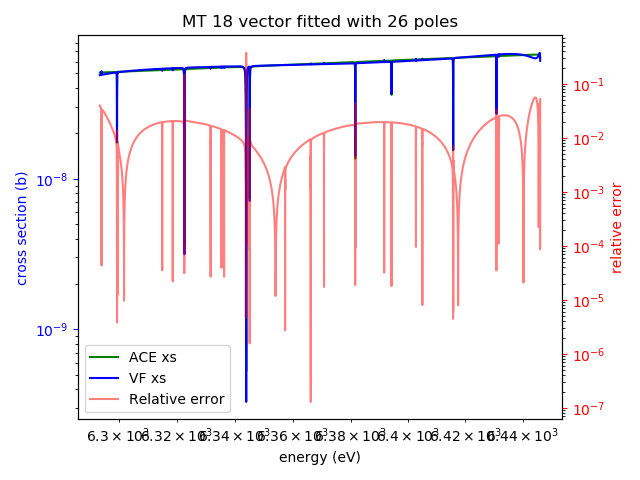 MT 18 vector fitted with 26 poles
cross section (b)
10⁻⁸
10⁻⁹
10⁻¹
10⁻²
10⁻³
10⁻⁴
10⁻⁵
10⁻⁶
10⁻⁷
relative error
ACE xs
VF xs
Relative error
6.3 × 10³ 6.32 × 10³ 6.34 × 10³ 6.36 × 10³ 6.38 × 10³ 6.4 × 10³ 6.42 × 10³ 6.44 × 10³
energy (eV)